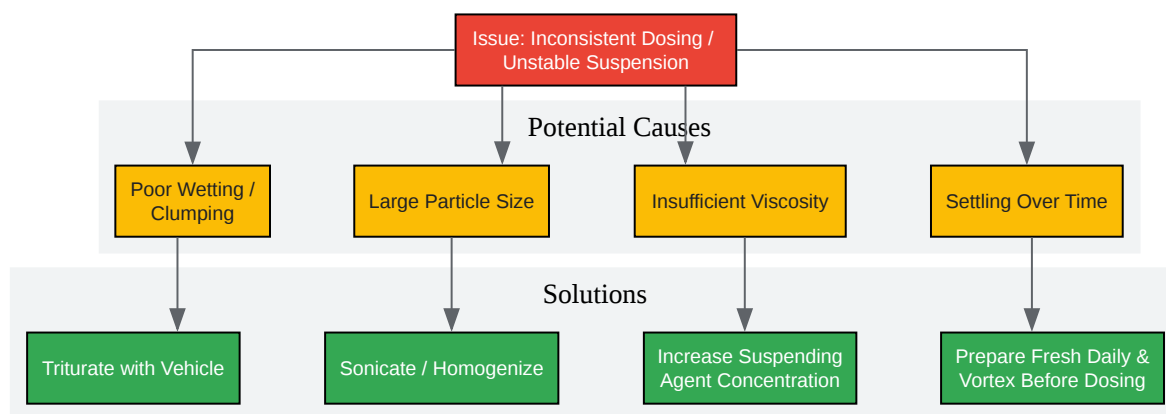 Issue: Inconsistent Dosing /
Unstable Suspension
Potential Causes
Poor Wetting /
Clumping
Large Particle Size
Insufficient Viscosity
Settling Over Time
Solutions
Triturate with Vehicle
Sonicate / Homogenize
Increase Suspending
Agent Concentration
Prepare Fresh Daily &
Vortex Before Dosing